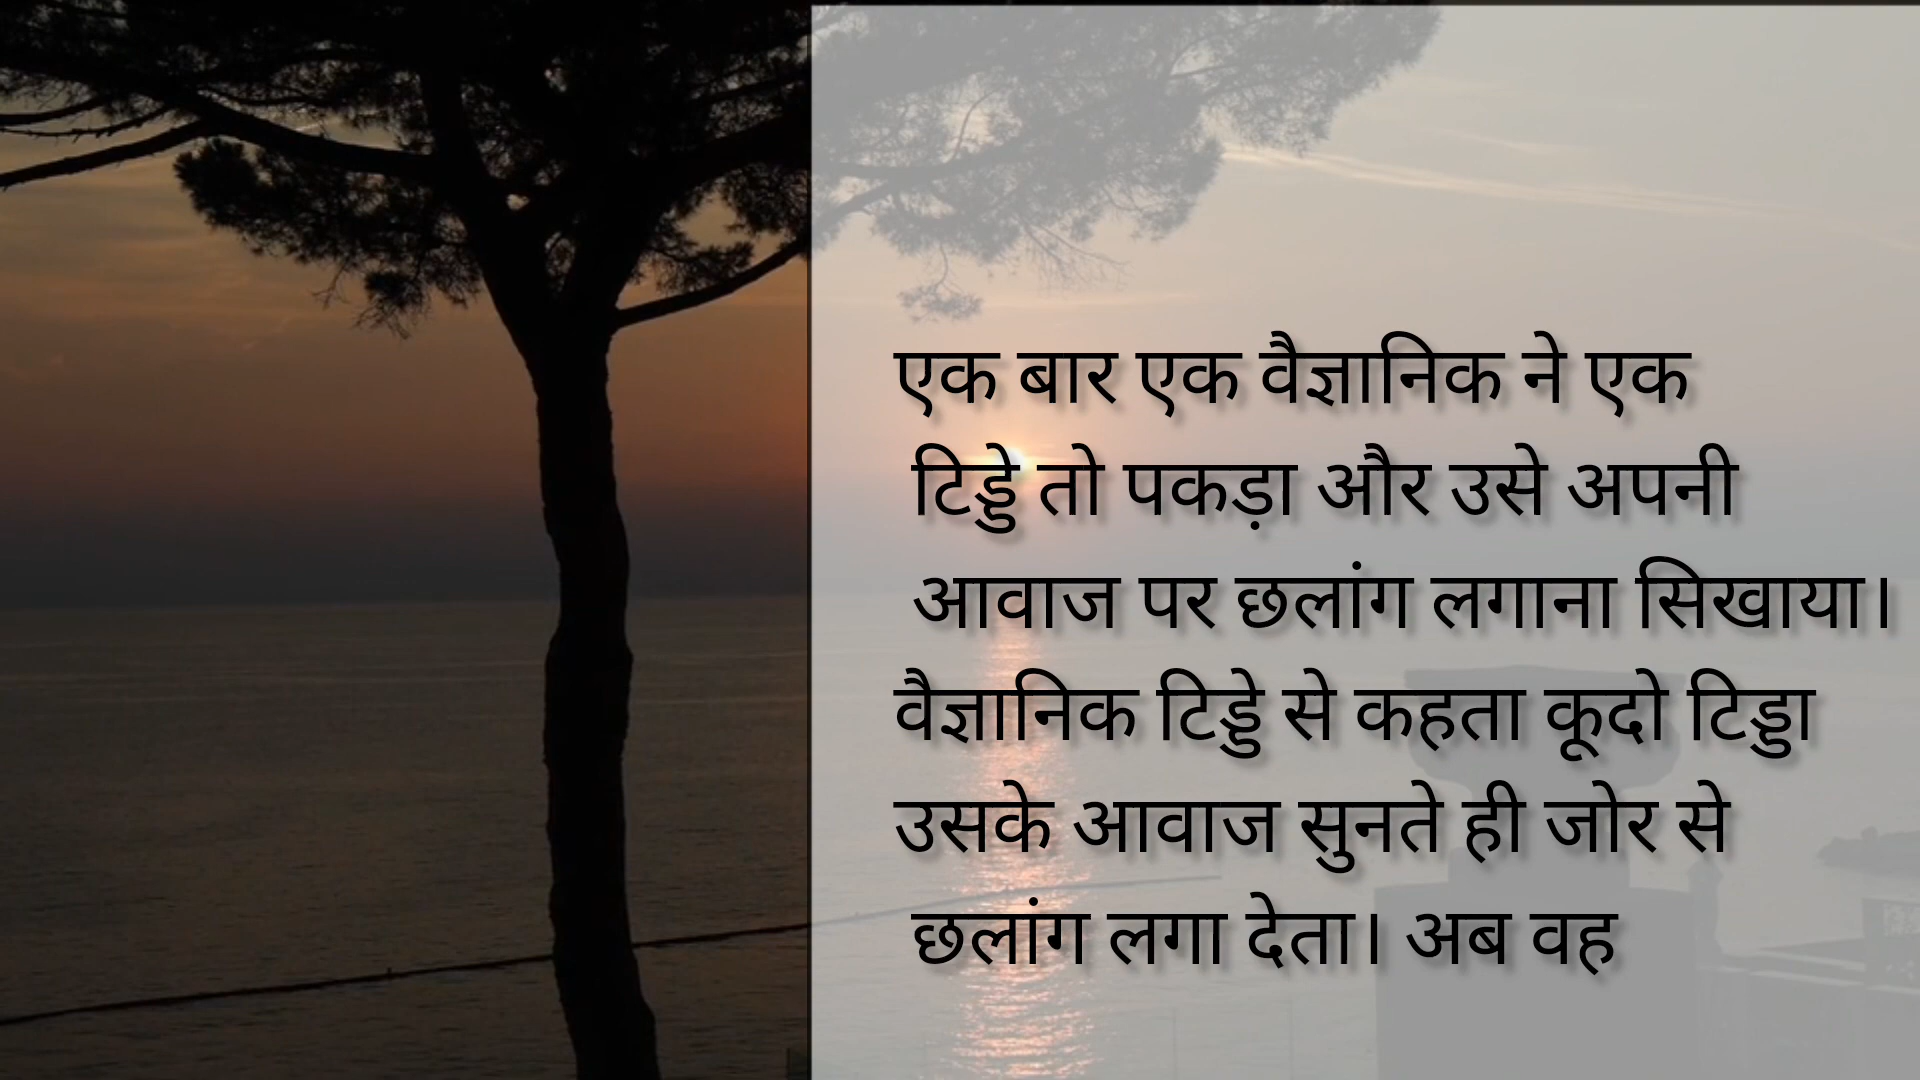 एक बार एक वैज्ञानिक ने एक
टिड्डे तो पकड़ा और उसे अपनी
आवाज पर छलांग लगाना सिखाया।
वैज्ञानिक टिड्डे से कहता कूदो टिड्डा
उसके आवाज सुनते ही जोर से
छलांग लगा देता। अब वह